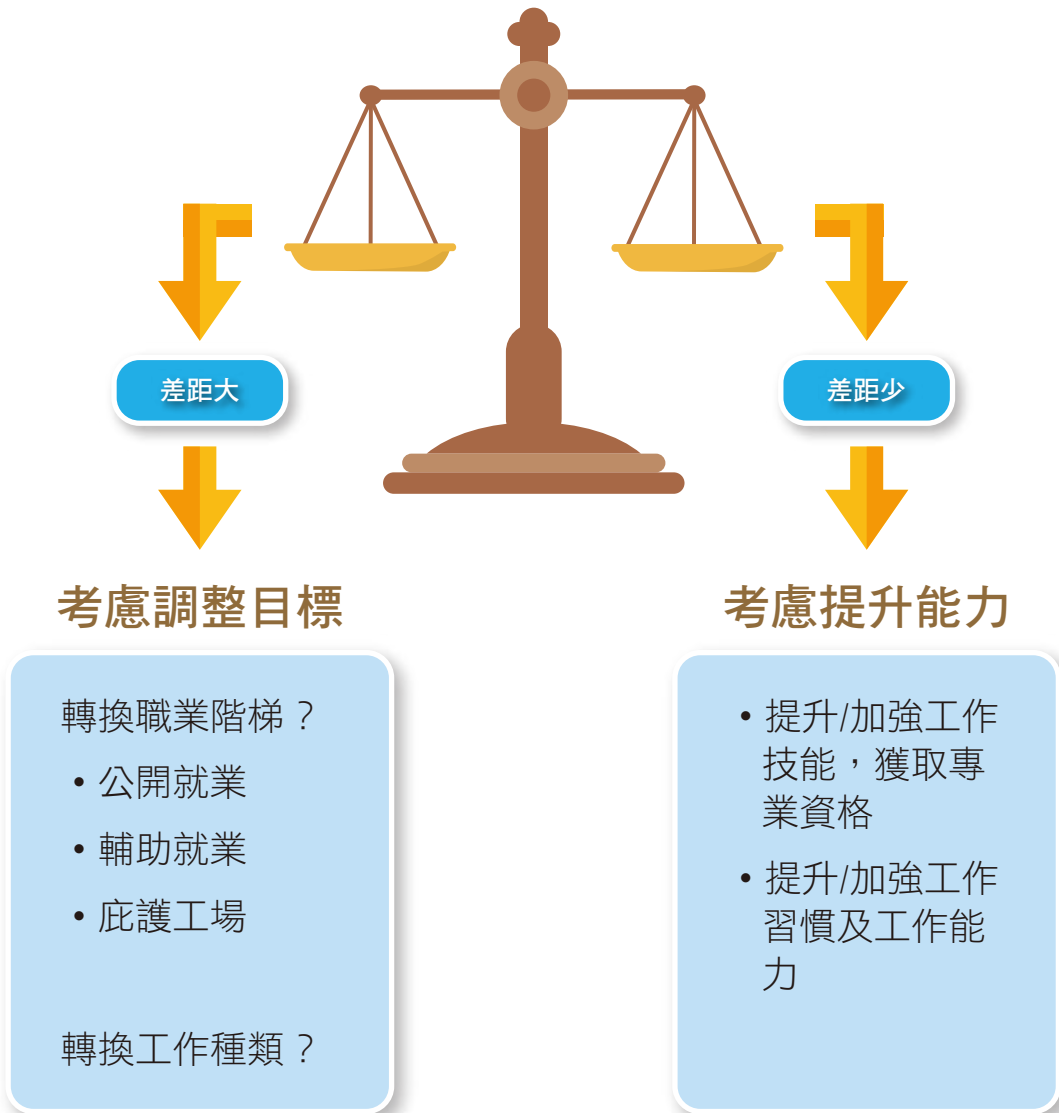 差距大
差距少
考慮調整目標
轉換職業階梯？
• 公開就業
• 輔助就業
• 庇護工場
轉換工作種類？
考慮提升能力
• 提升/加強工作
技能，獲取專
業資格
• 提升/加強工作
習慣及工作能
力